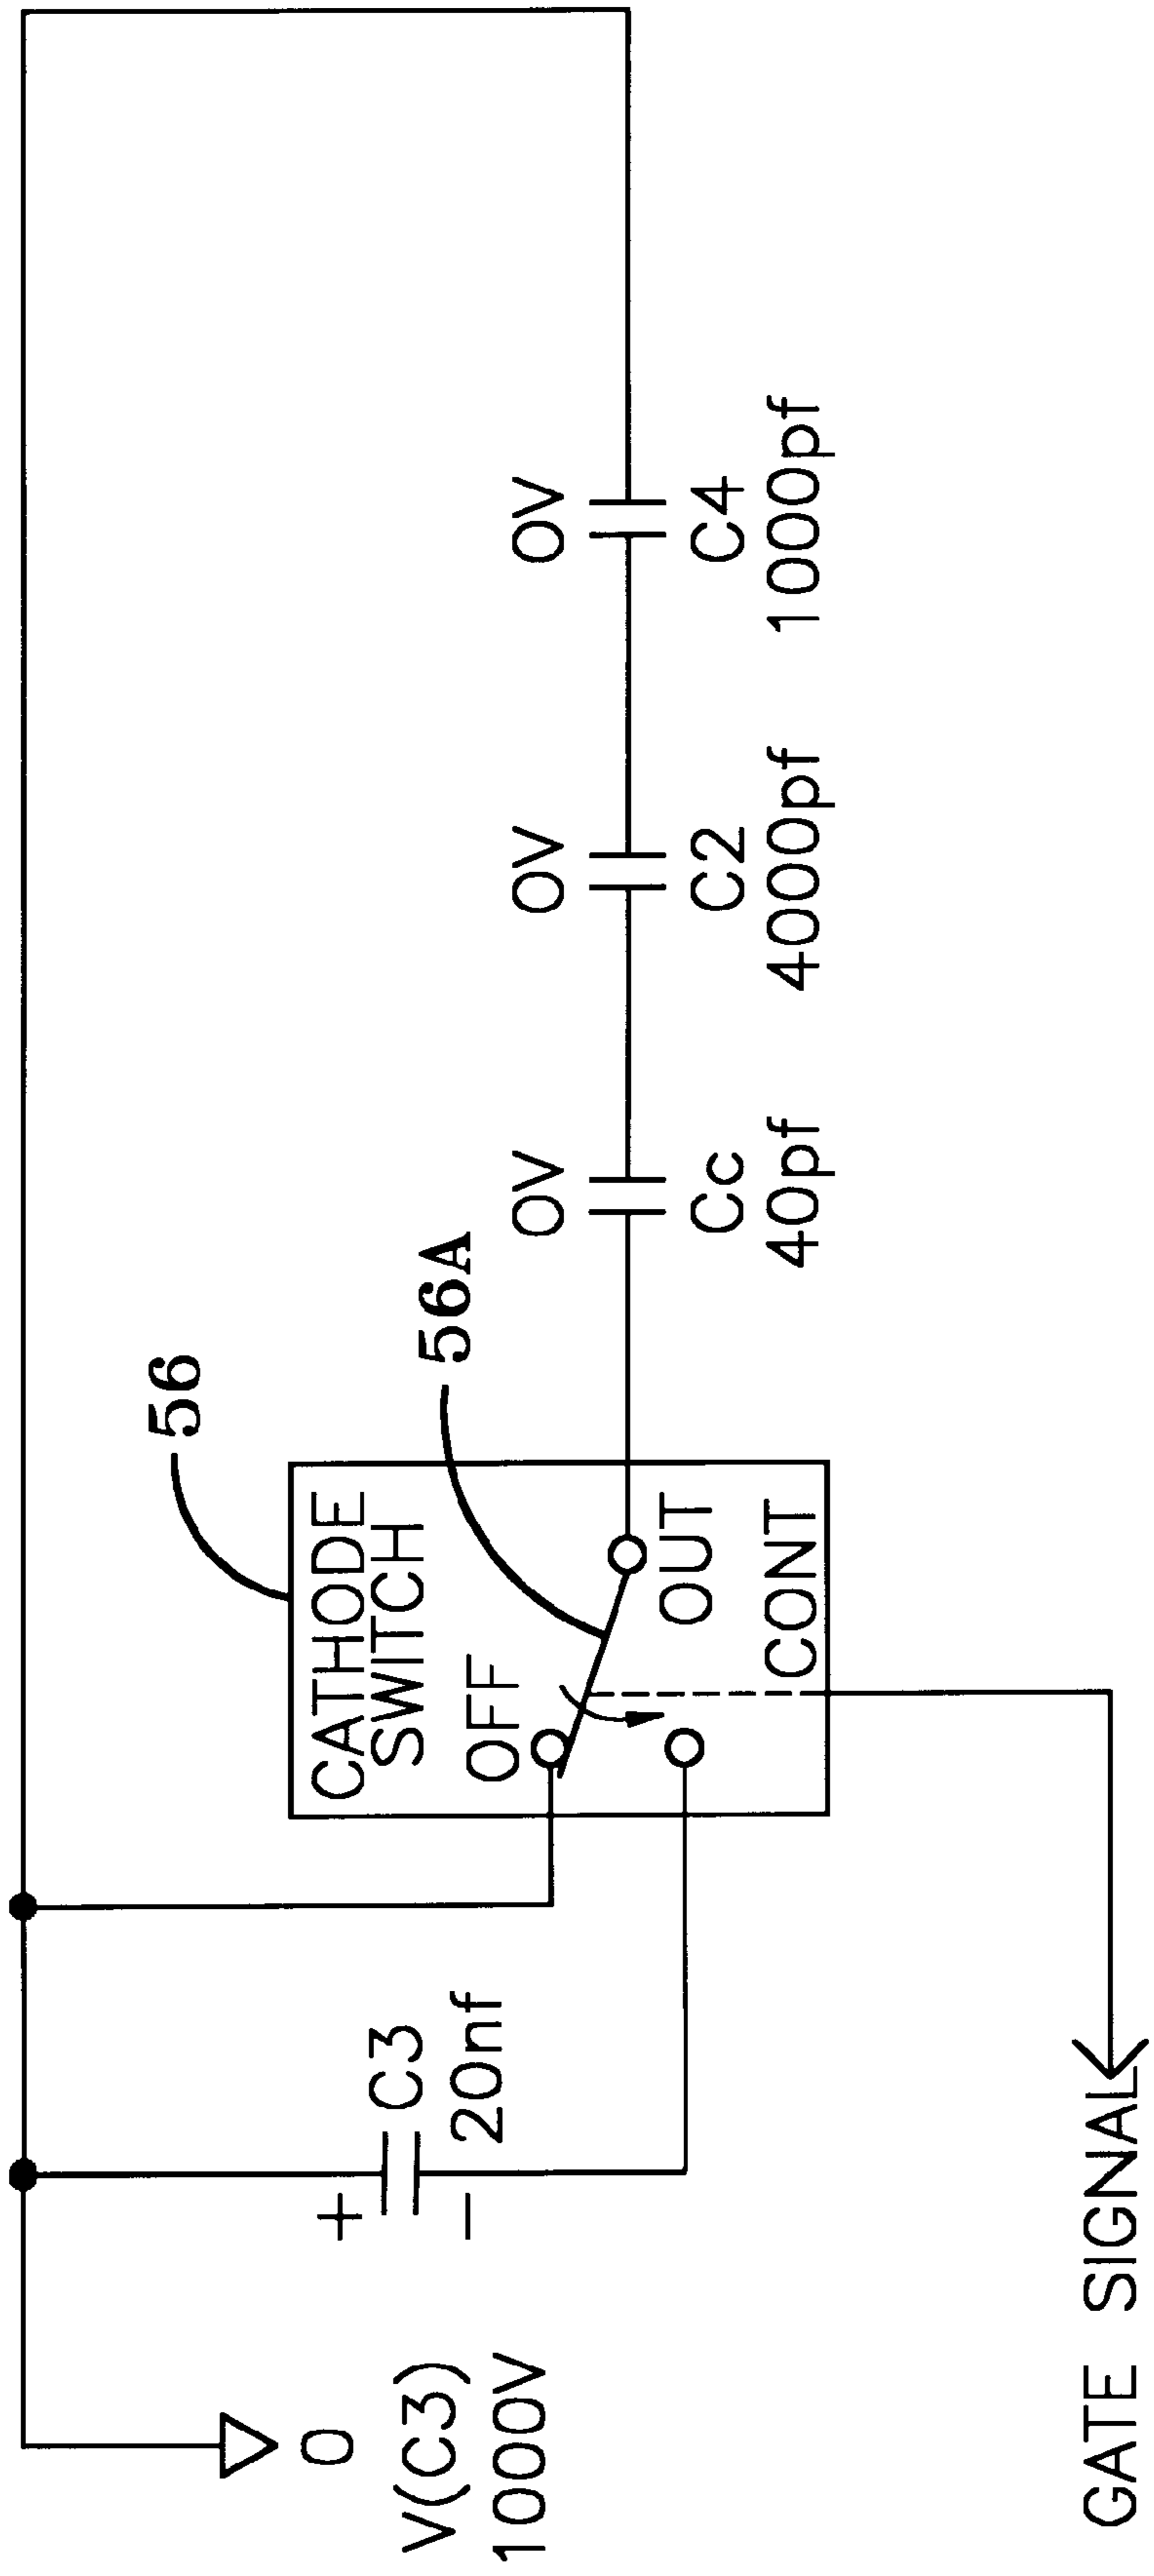 56
CATHODE
SWITCH
56A
OFF
OUT
CONT
+
C3
−
20nf
0
V(C3)
1000V
0V
Cc
40pf
0V
C2
4000pf
0V
C4
1000pf
GATE SIGNAL